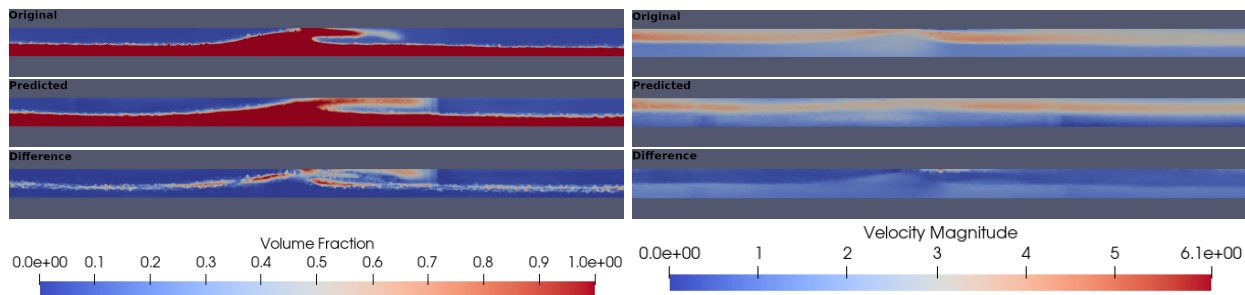 Original
Original
Predicted
Predicted
Difference
Difference
Volume Fraction
0.0e+00 0.1 0.2 0.3 0.4 0.5 0.6 0.7 0.8 0.9 1.0e+00
Velocity Magnitude
0.0e+00 1 2 3 4 5 6.1e+00